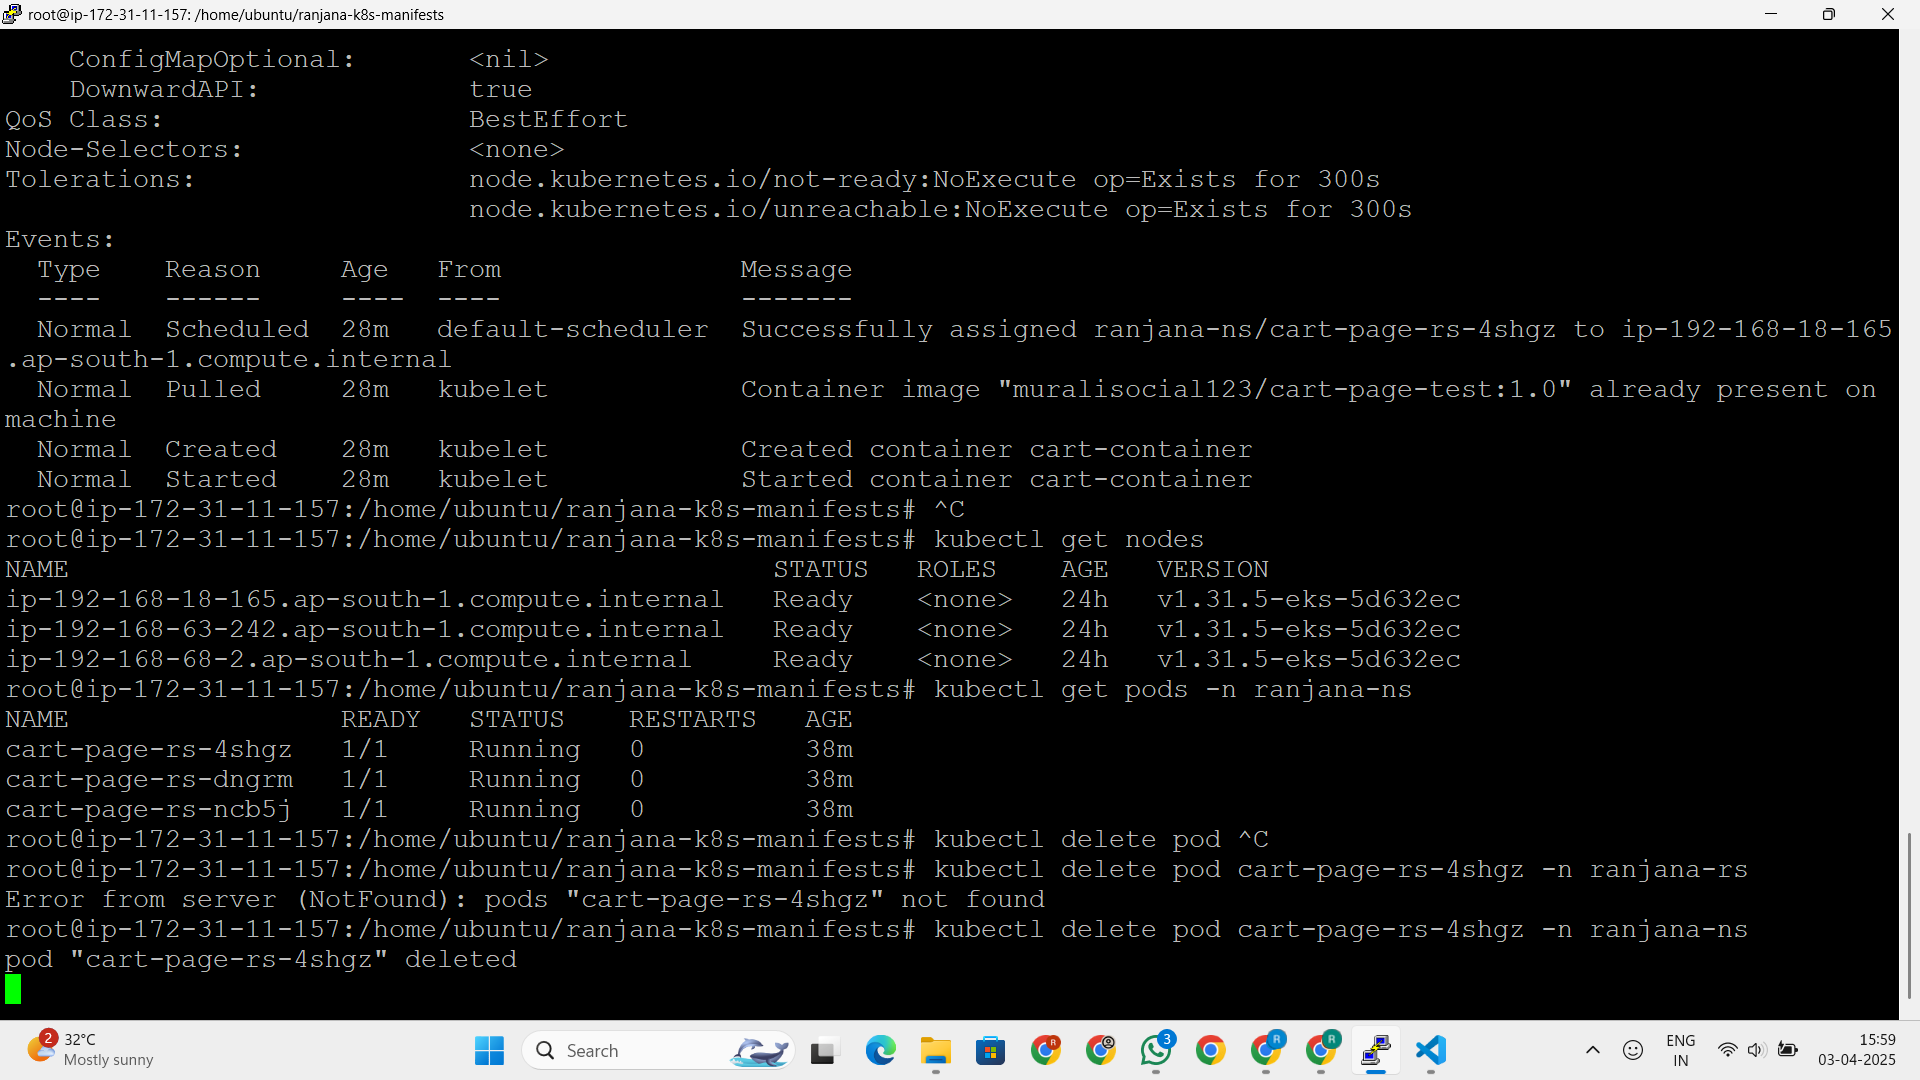 root@ip-172-31-11-157: /home/ubuntu/ranjana-k8s-manifests
    ConfigMapOptional:       <nil>
    DownwardAPI:             true
QoS Class:                   BestEffort
Node-Selectors:              <none>
Tolerations:                 node.kubernetes.io/not-ready:NoExecute op=Exists for 300s
                             node.kubernetes.io/unreachable:NoExecute op=Exists for 300s
Events:
  Type    Reason     Age   From               Message
  ----    ------     ----  ----               -------
  Normal  Scheduled  28m   default-scheduler  Successfully assigned ranjana-ns/cart-page-rs-4shgz to ip-192-168-18-165
.ap-south-1.compute.internal
  Normal  Pulled     28m   kubelet            Container image "muralisocial123/cart-page-test:1.0" already present on
machine
  Normal  Created    28m   kubelet            Created container cart-container
  Normal  Started    28m   kubelet            Started container cart-container
root@ip-172-31-11-157:/home/ubuntu/ranjana-k8s-manifests# ^C
root@ip-172-31-11-157:/home/ubuntu/ranjana-k8s-manifests# kubectl get nodes
NAME                                            STATUS   ROLES    AGE   VERSION
ip-192-168-18-165.ap-south-1.compute.internal   Ready    <none>   24h   v1.31.5-eks-5d632ec
ip-192-168-63-242.ap-south-1.compute.internal   Ready    <none>   24h   v1.31.5-eks-5d632ec
ip-192-168-68-2.ap-south-1.compute.internal     Ready    <none>   24h   v1.31.5-eks-5d632ec
root@ip-172-31-11-157:/home/ubuntu/ranjana-k8s-manifests# kubectl get pods -n ranjana-ns
NAME                 READY   STATUS    RESTARTS   AGE
cart-page-rs-4shgz   1/1     Running   0          38m
cart-page-rs-dngrm   1/1     Running   0          38m
cart-page-rs-ncb5j   1/1     Running   0          38m
root@ip-172-31-11-157:/home/ubuntu/ranjana-k8s-manifests# kubectl delete pod ^C
root@ip-172-31-11-157:/home/ubuntu/ranjana-k8s-manifests# kubectl delete pod cart-page-rs-4shgz -n ranjana-rs
Error from server (NotFound): pods "cart-page-rs-4shgz" not found
root@ip-172-31-11-157:/home/ubuntu/ranjana-k8s-manifests# kubectl delete pod cart-page-rs-4shgz -n ranjana-ns
pod "cart-page-rs-4shgz" deleted
2
32°C
Mostly sunny
Search
R
3
R
R
ENG
IN
15:59
03-04-2025